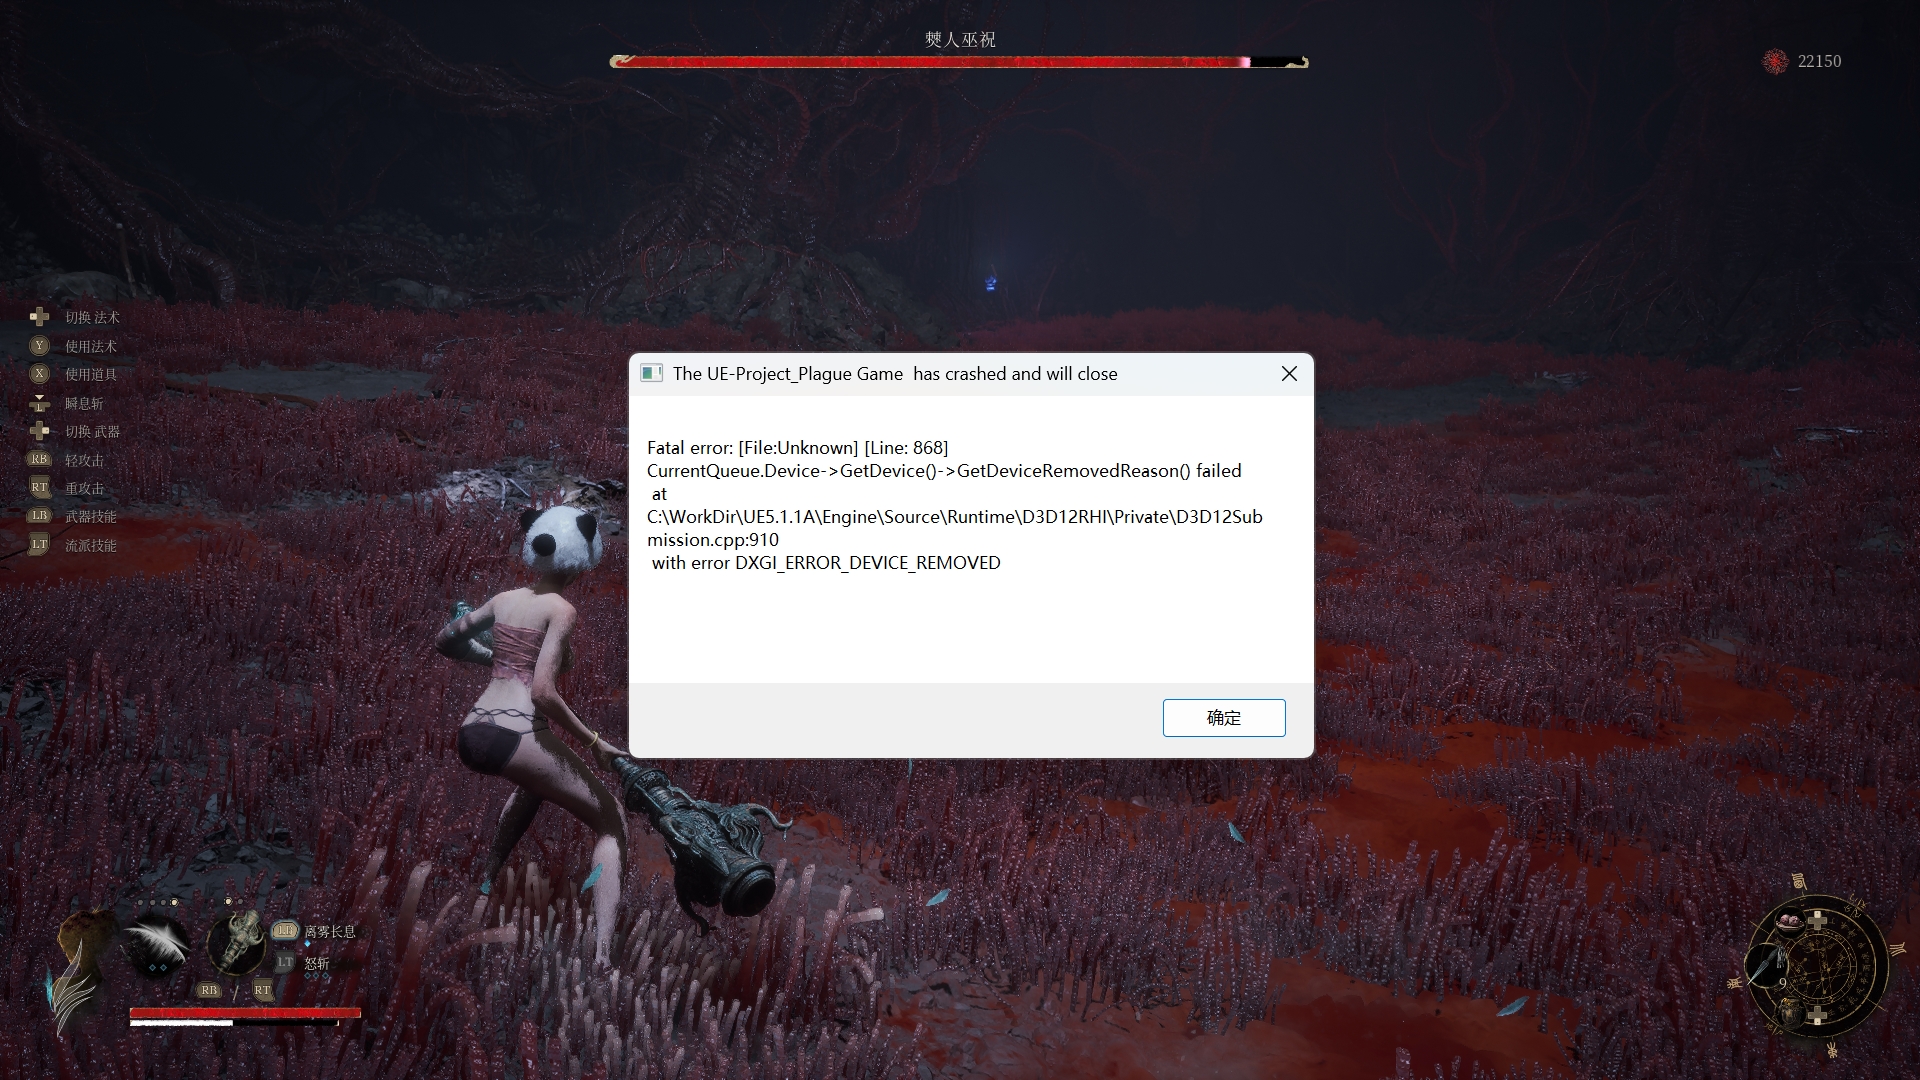 僰人巫祝
22150
切换 法术
Y 使用法术
X 使用道具
L 瞬息斩
切换 武器
RB 轻攻击
RT 重攻击
LB 武器技能
LT 流派技能
The UE-Project_Plague Game  has crashed and will close
Fatal error: [File:Unknown] [Line: 868]
CurrentQueue.Device->GetDevice()->GetDeviceRemovedReason() failed
at
C:\WorkDir\UE5.1.1A\Engine\Source\Runtime\D3D12RHI\Private\D3D12Sub
mission.cpp:910
with error DXGI_ERROR_DEVICE_REMOVED
确定
LB 离雾长息
LT 怒斩
RB / RT
9